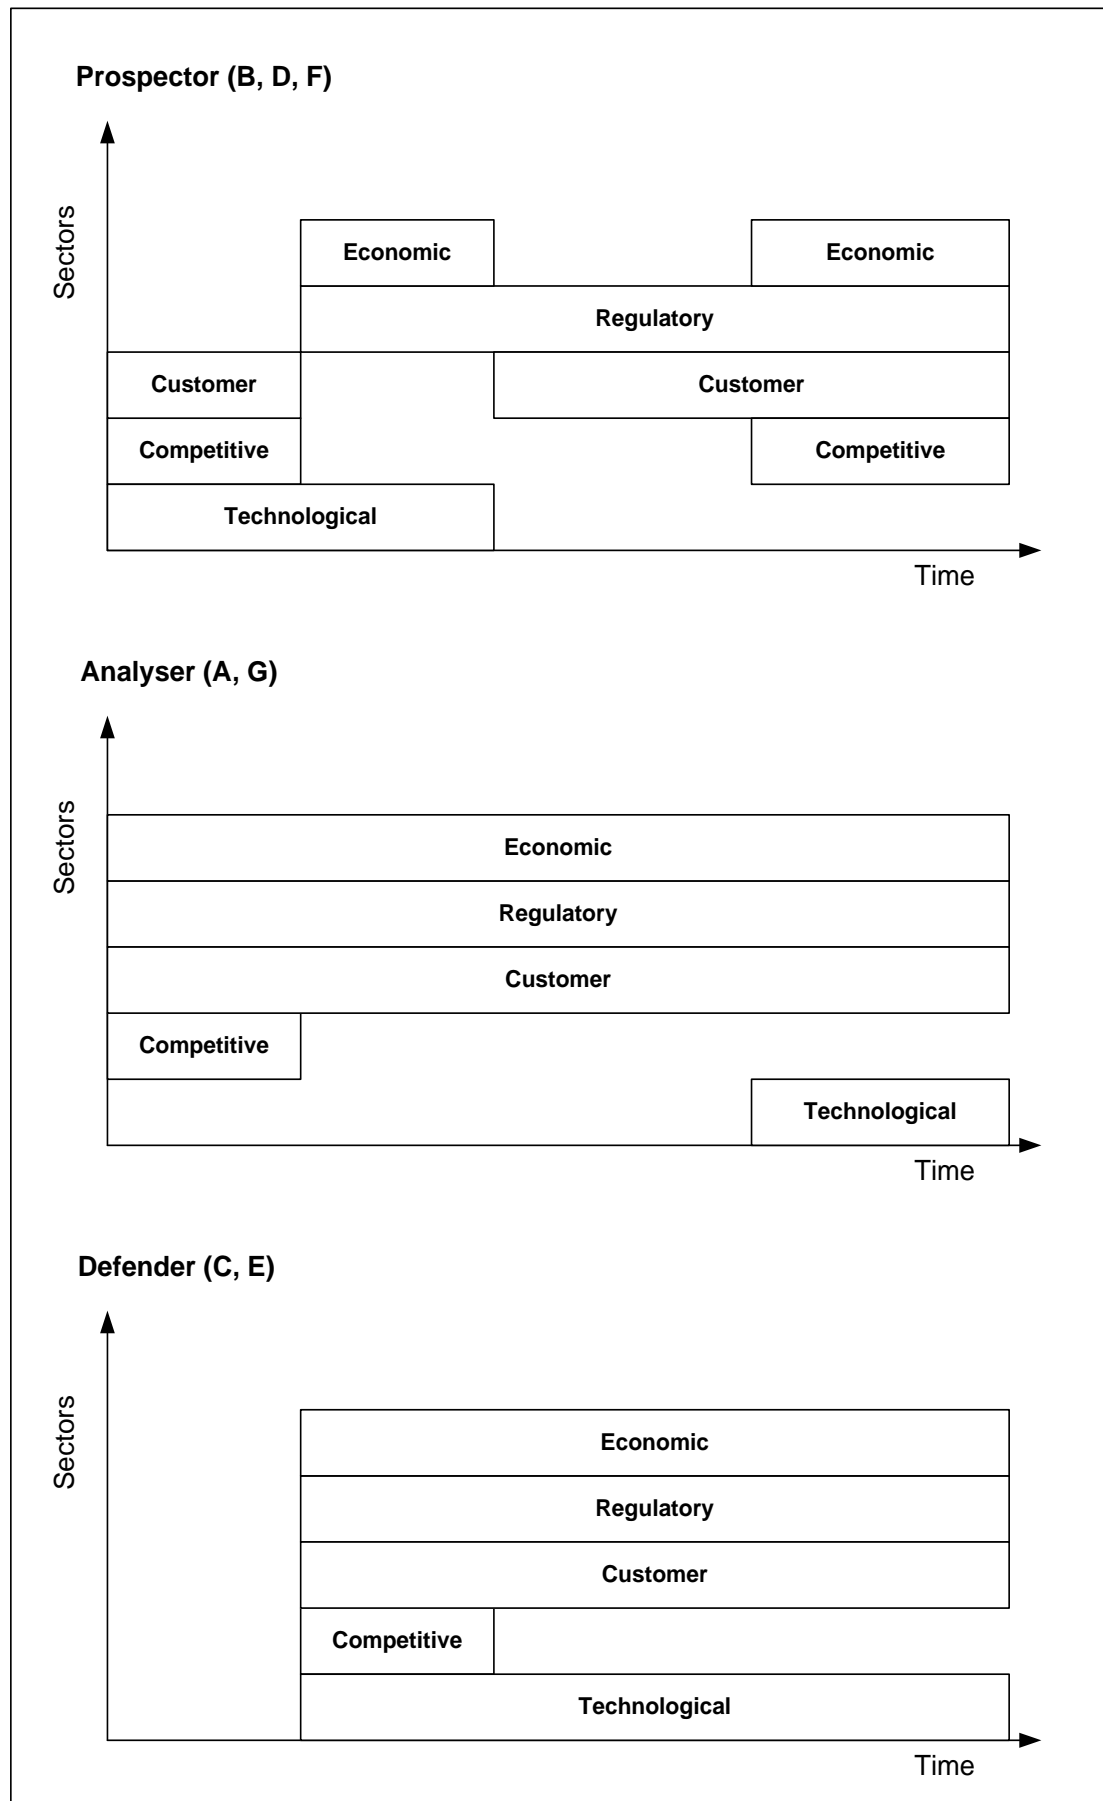 Prospector (B, D, F)
Sectors
Economic
Economic
Regulatory
Customer
Customer
Competitive
Competitive
Technological
Time
Analyser (A, G)
Sectors
Economic
Regulatory
Customer
Competitive
Technological
Time
Defender (C, E)
Sectors
Economic
Regulatory
Customer
Competitive
Technological
Time